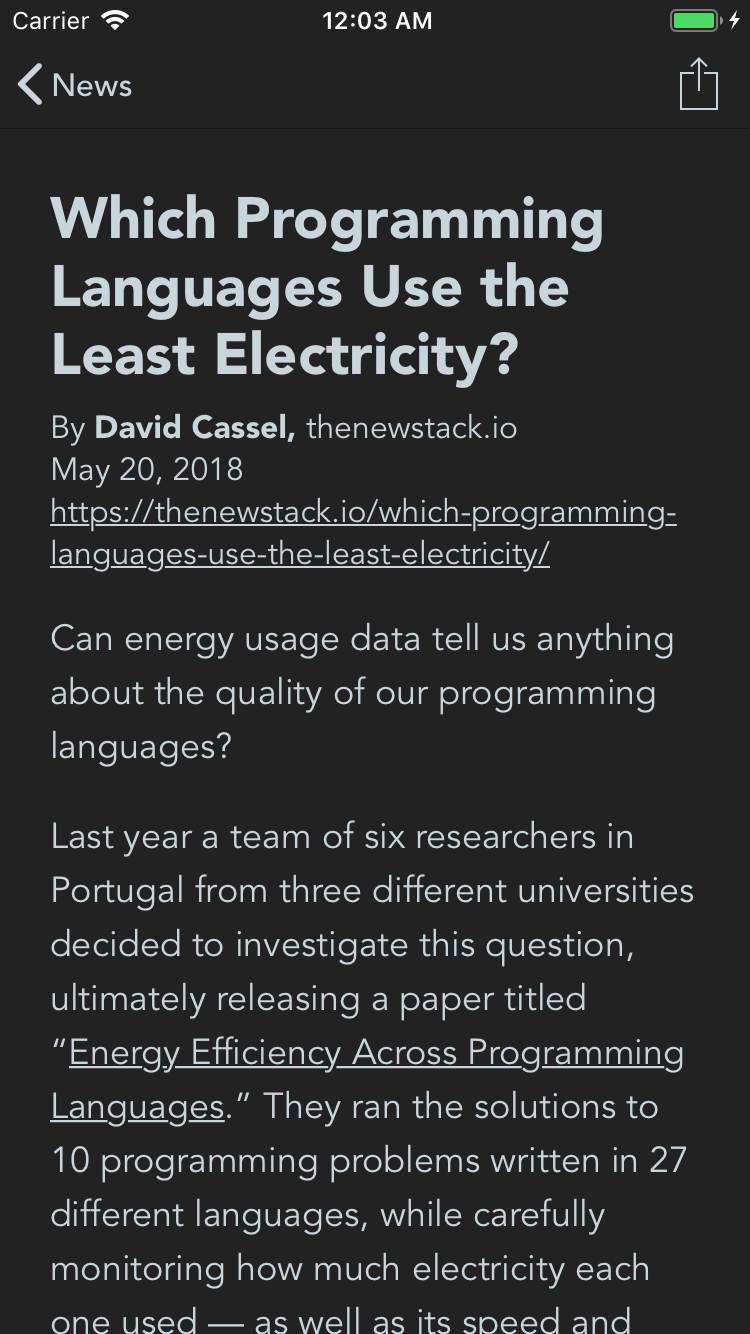 Carrier 12:03 AM
News
Which Programming
Languages Use the
Least Electricity?
By David Cassel, thenewstack.io
May 20, 2018
https://thenewstack.io/which-programming-
languages-use-the-least-electricity/
Can energy usage data tell us anything
about the quality of our programming
languages?
Last year a team of six researchers in
Portugal from three different universities
decided to investigate this question,
ultimately releasing a paper titled
“Energy Efficiency Across Programming
Languages.” They ran the solutions to
10 programming problems written in 27
different languages, while carefully
monitoring how much electricity each
one used — as well as its speed and